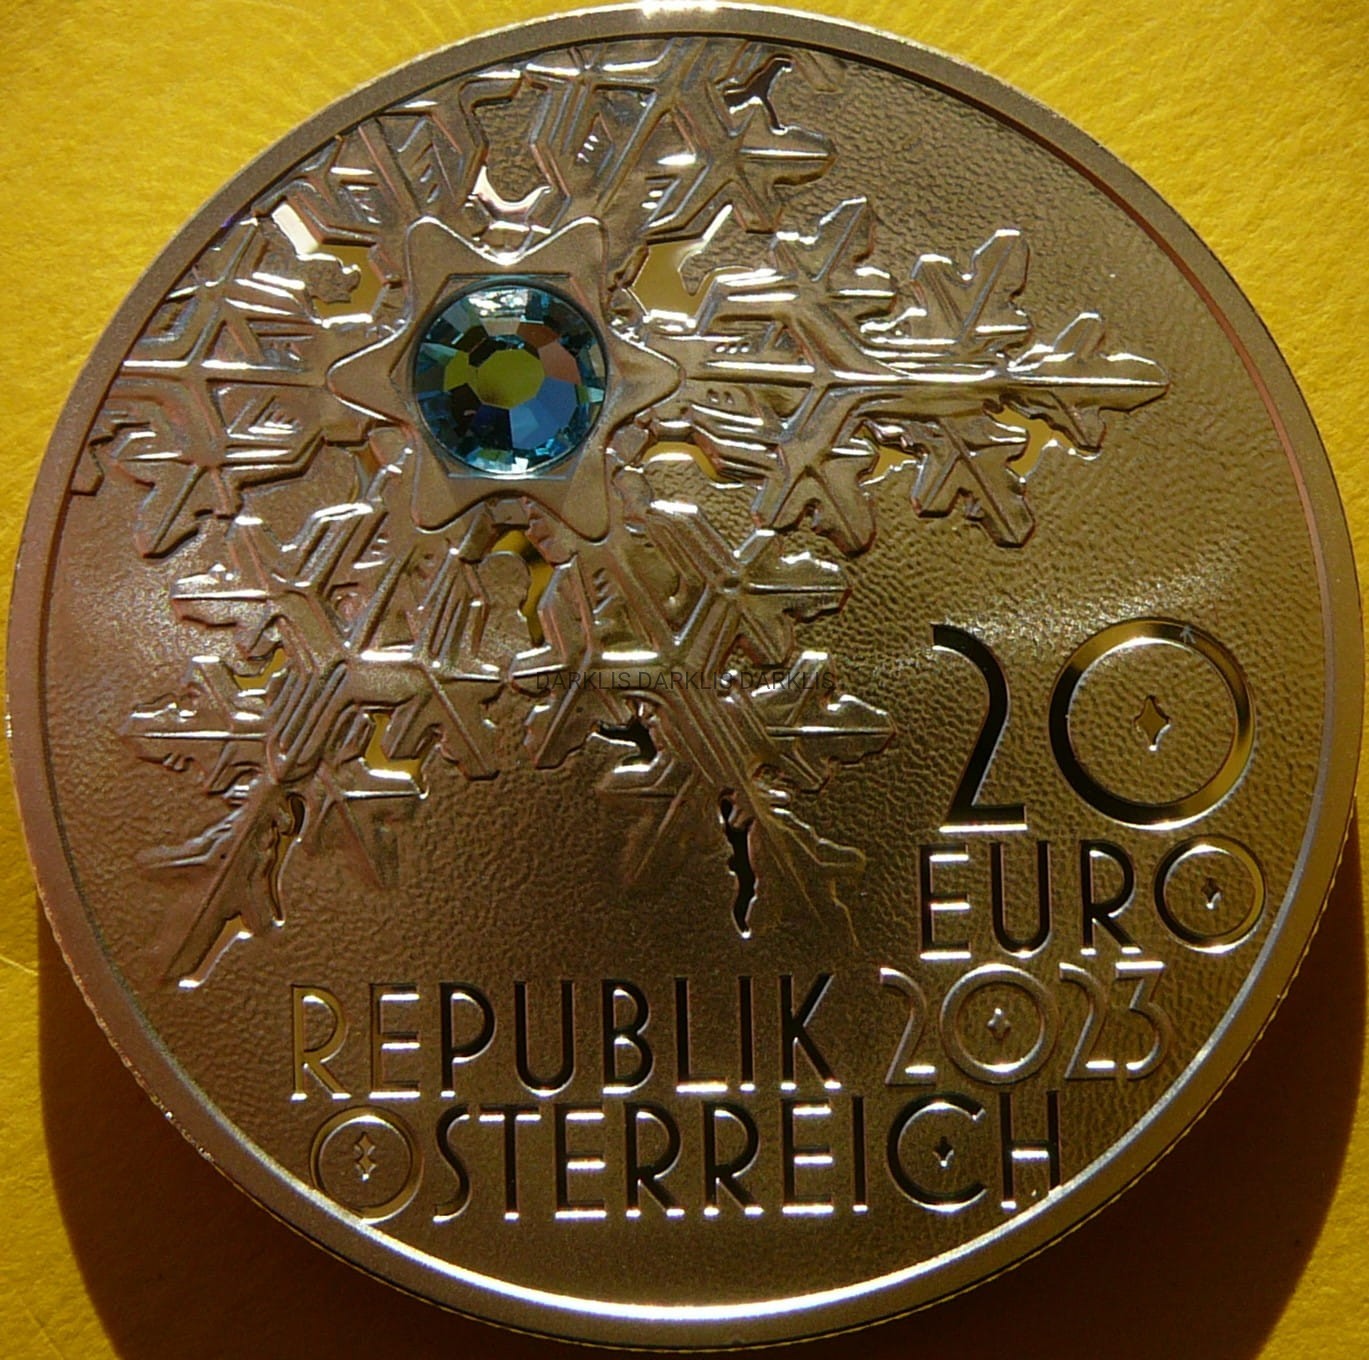 DARKLIS DARKLIS DARKLIS
20
EURO
REPUBLIK 2023
ÖSTERREICH